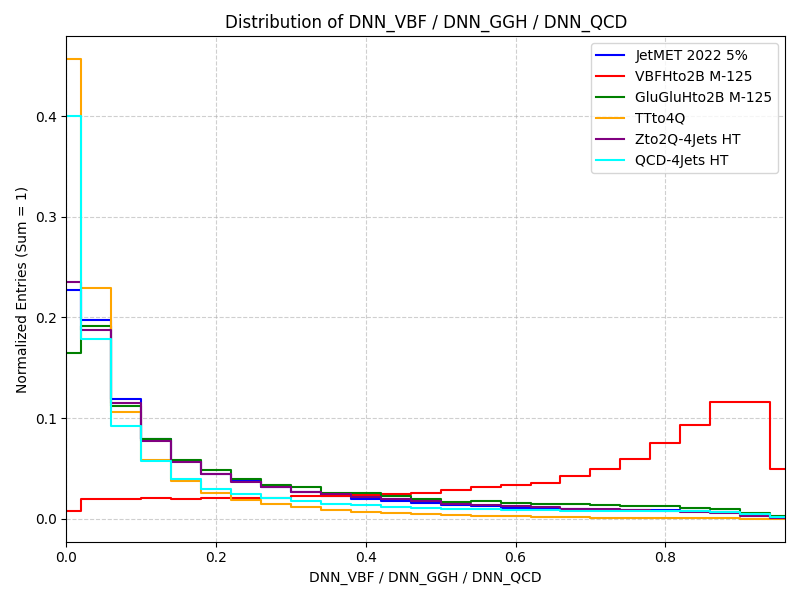 Distribution of DNN_VBF / DNN_GGH / DNN_QCD
JetMET 2022 5%
VBFHto2B M-125
GluGluHto2B M-125
TTto4Q
Zto2Q-4Jets HT
QCD-4Jets HT
Normalized Entries (Sum = 1)
0.4
0.3
0.2
0.1
0.0
0.0 0.2 0.4 0.6 0.8
DNN_VBF / DNN_GGH / DNN_QCD